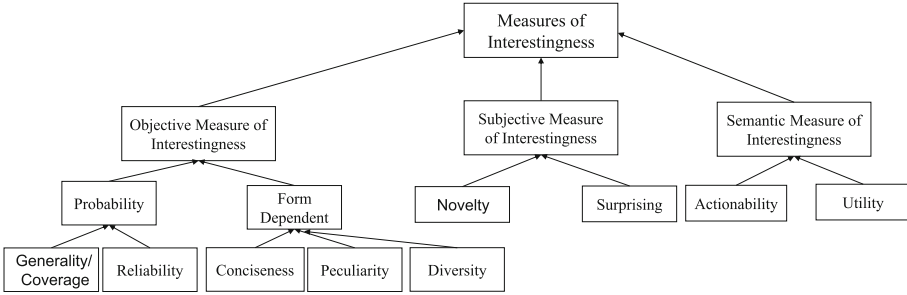 Measures of
Interestingness
Objective Measure of
Interestingness
Subjective Measure
of Interestingness
Semantic Measure of
Interestingness
Probability
Form
Dependent
Novelty
Surprising
Actionability
Utility
Generality/
Coverage
Reliability
Conciseness
Peculiarity
Diversity